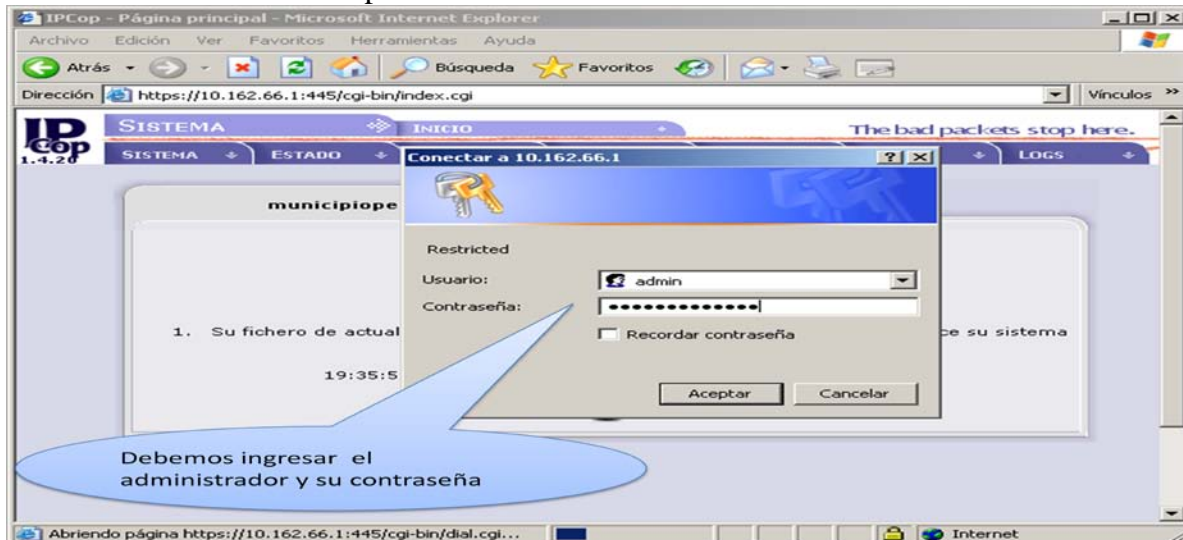 IPCop - Página principal - Microsoft Internet Explorer
Archivo Edición Ver Favoritos Herramientas Ayuda
Atrás Búsqueda Favoritos
Dirección https://10.162.66.1:445/cgi-bin/index.cgi Vínculos »
IP Cop
1.4.20
SISTEMA INICIO The bad packets stop here.
SISTEMA ESTADO LOGS
Conectar a 10.162.66.1
municipiope
Restricted
Usuario: admin
Contraseña: •••••••••••••
Recordar contraseña
1. Su fichero de actual ce su sistema
19:35:5
Aceptar Cancelar
Debemos ingresar el
administrador y su contraseña
Abriendo página https://10.162.66.1:445/cgi-bin/dial.cgi... Internet